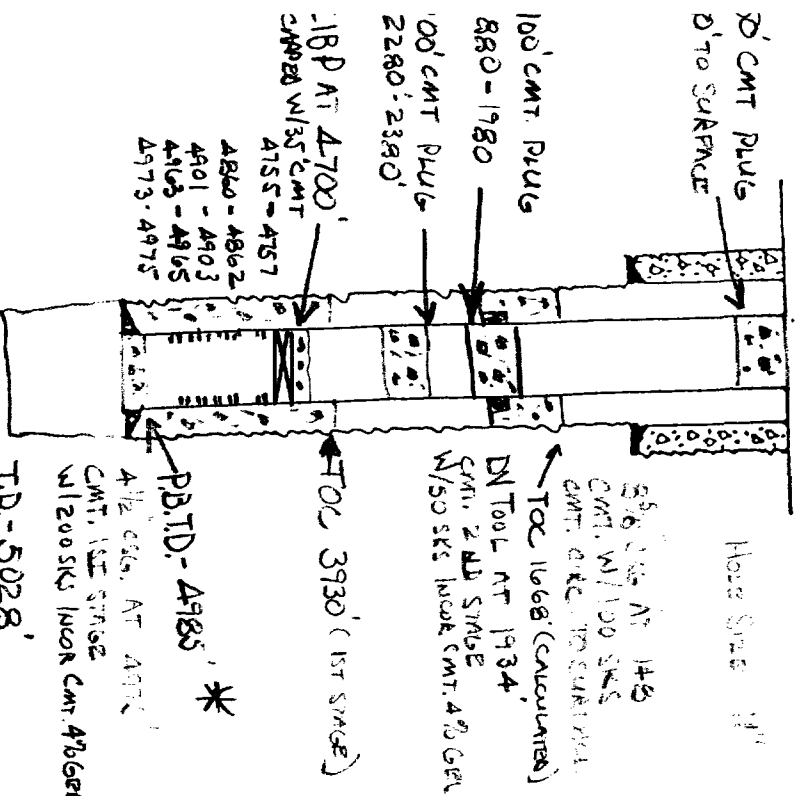 0' CMT PLUG
0' TO SURFACE
100' CMT. PLUG
880-1980
00' CMT PLUG
2280'-2380'
IBP AT 4700'
CAPPED W/35' CMT
4755-4757
4860-4862
4901-4903
4963-4965
4973-4975
HOLE SIZE 11"
8 5/8 CSG AT 148
CMT. W/100 SKS
CMT. CIRC. TO SURFACE
TOC 1668' (CALCULATED)
DV TOOL AT 1934'
CMT. 2ND STAGE
W/50 SKS INCOR CMT. 4% GEL
TOC 3930' (1ST STAGE)
P.B.T.D.-4985' *
4 1/2 CSG. AT
CMT. 1ST STAGE
W/200 SKS INCOR CMT. 4% GEL
T.D.-5028'